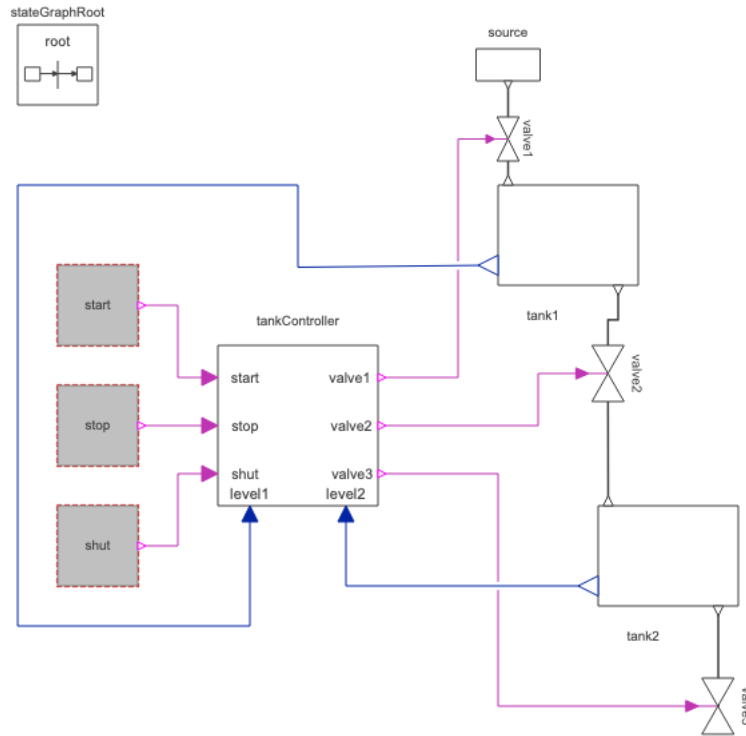 stateGraphRoot
root
source
valve1
tank1
start
tankController
start
valve1
valve2
stop
stop
valve2
shut
valve3
level1
level2
shut
tank2